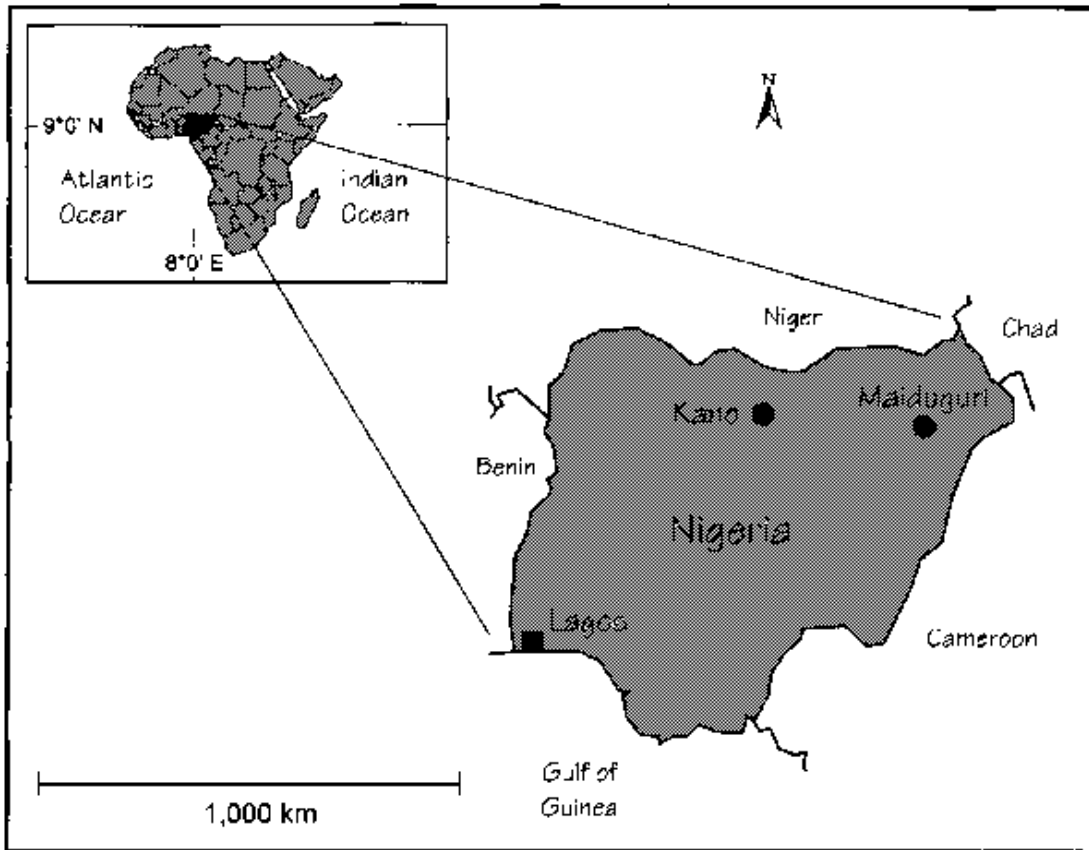 N
9°0' N
Atlantic
Ocear
Indian
Ocean
8°0' E
Niger
Chad
Kano
Maiduguri
Benin
Nigeria
Lagos
Cameroon
Gulf of
Guinea
1,000 km